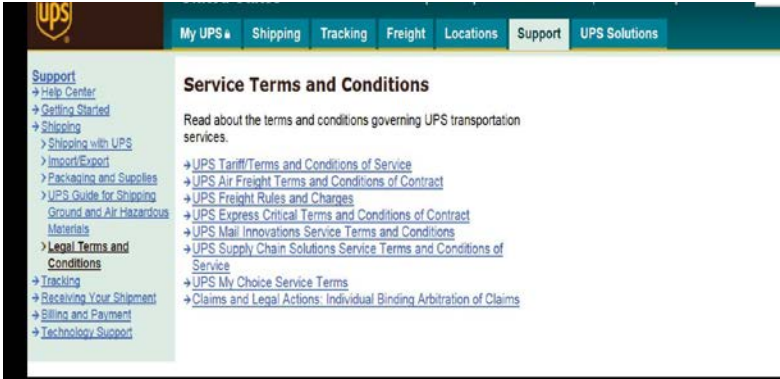 ups
My UPS Shipping Tracking Freight Locations Support UPS Solutions
Support
Help Center
Getting Started
Shipping
Shipping with UPS
Import/Export
Packaging and Supplies
UPS Guide for Shipping
Ground and Air Hazardous
Materials
Legal Terms and
Conditions
Tracking
Receiving Your Shipment
Billing and Payment
Technology Support
Service Terms and Conditions
Read about the terms and conditions governing UPS transportation
services.
UPS Tariff/Terms and Conditions of Service
UPS Air Freight Terms and Conditions of Contract
UPS Freight Rules and Charges
UPS Express Critical Terms and Conditions of Contract
UPS Mail Innovations Service Terms and Conditions
UPS Supply Chain Solutions Service Terms and Conditions of
Service
UPS My Choice Service Terms
Claims and Legal Actions: Individual Binding Arbitration of Claims